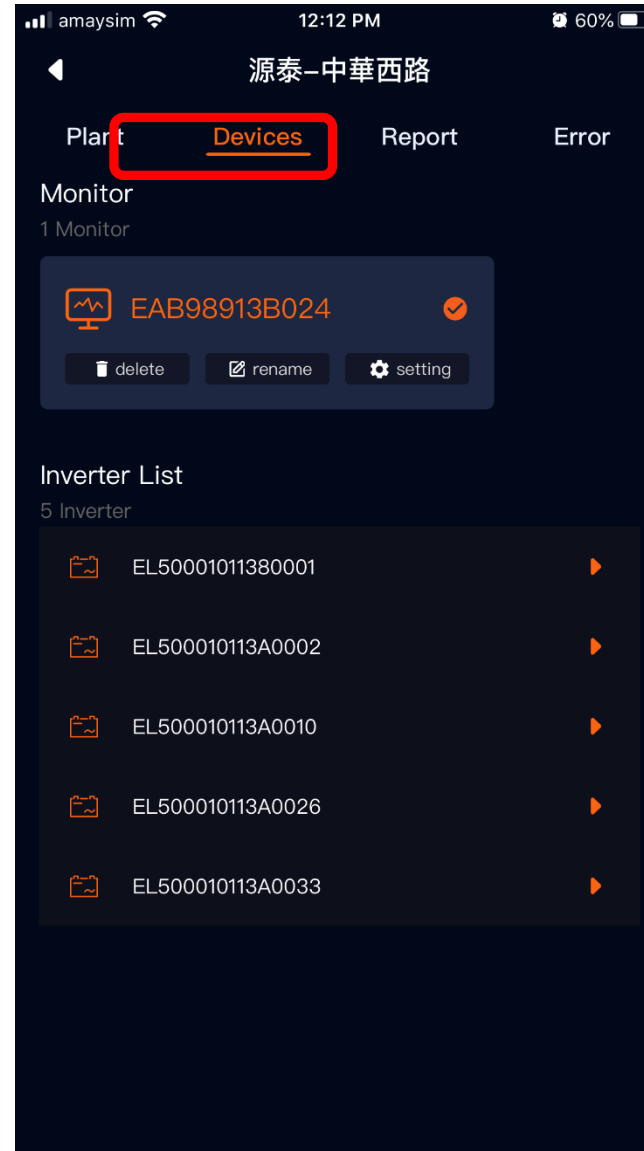 amaysim 12:12 PM 60%
源泰–中華西路
Plant Devices Report Error
Monitor
1 Monitor
EAB98913B024
delete rename setting
Inverter List
5 Inverter
EL50001011380001
EL500010113A0002
EL500010113A0010
EL500010113A0026
EL500010113A0033